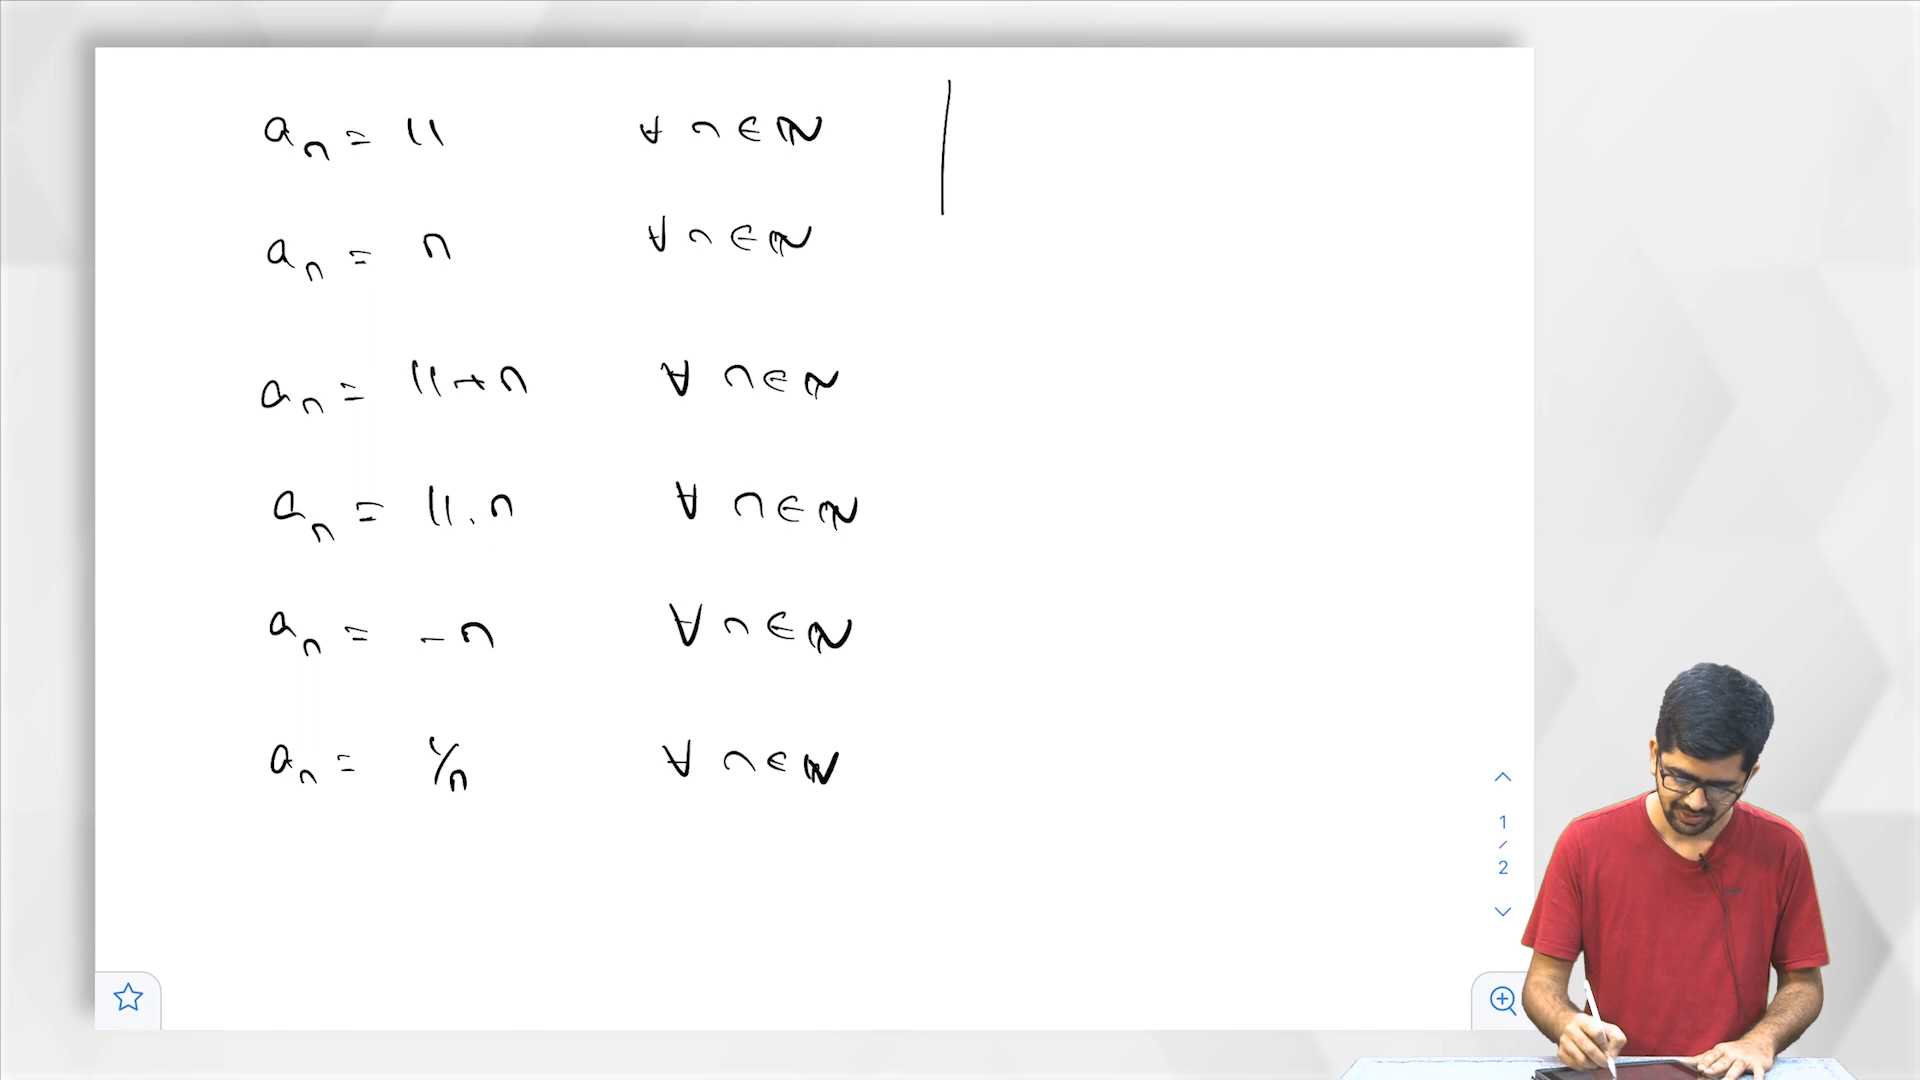 aₙ = 11 ∀ n ∈ ℕ
aₙ = n ∀ n ∈ ℕ
aₙ = 11+n ∀ n ∈ ℕ
aₙ = 11.n ∀ n ∈ ℕ
aₙ = -n ∀ n ∈ ℕ
aₙ = 1/n ∀ n ∈ ℕ
1
/
2